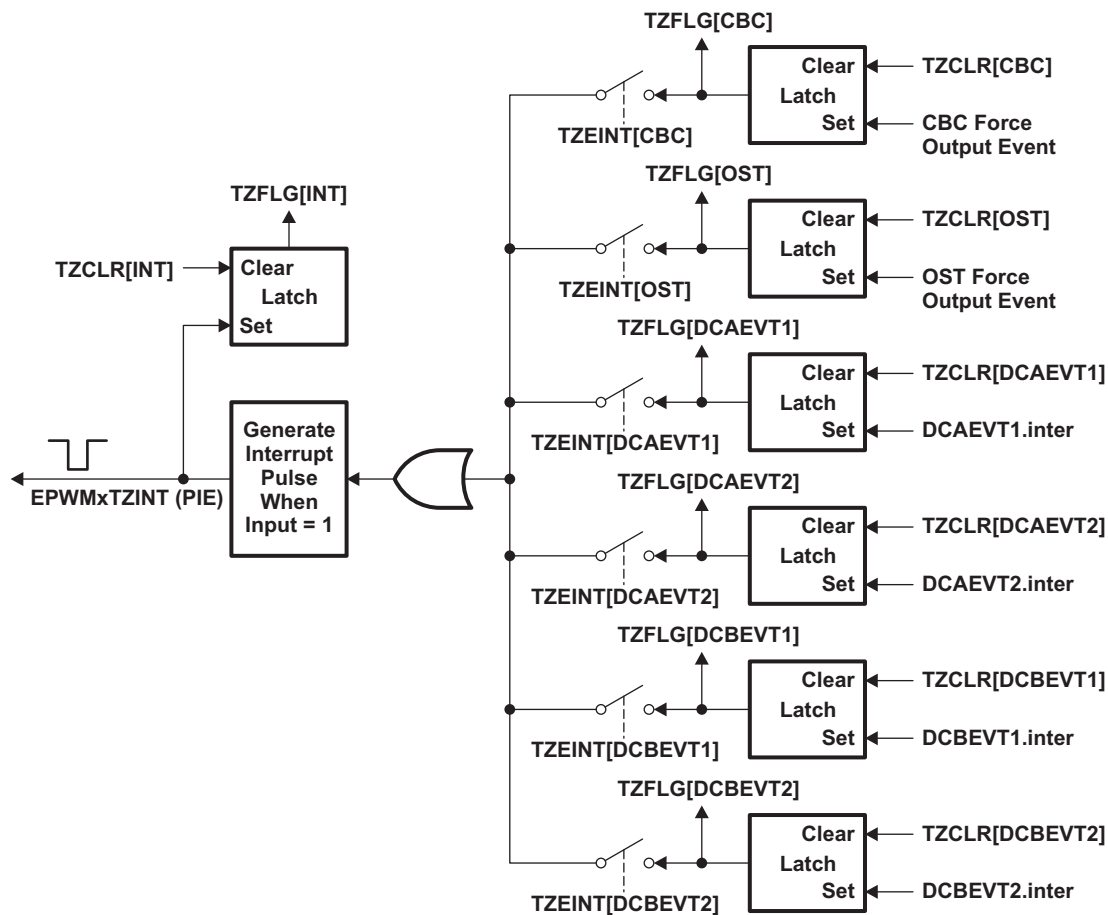 TZFLG[CBC]
Clear
Latch
Set
TZCLR[CBC]
CBC Force
Output Event
TZEINT[CBC]
TZFLG[OST]
Clear
Latch
Set
TZCLR[OST]
OST Force
Output Event
TZEINT[OST]
TZFLG[INT]
TZCLR[INT]
Clear
Latch
Set
TZFLG[DCAEVT1]
Clear
Latch
Set
TZCLR[DCAEVT1]
DCAEVT1.inter
TZEINT[DCAEVT1]
Generate
Interrupt
Pulse
When
Input = 1
EPWMxTZINT (PIE)
TZFLG[DCAEVT2]
Clear
Latch
Set
TZCLR[DCAEVT2]
DCAEVT2.inter
TZEINT[DCAEVT2]
TZFLG[DCBEVT1]
Clear
Latch
Set
TZCLR[DCBEVT1]
DCBEVT1.inter
TZEINT[DCBEVT1]
TZFLG[DCBEVT2]
Clear
Latch
Set
TZCLR[DCBEVT2]
DCBEVT2.inter
TZEINT[DCBEVT2]